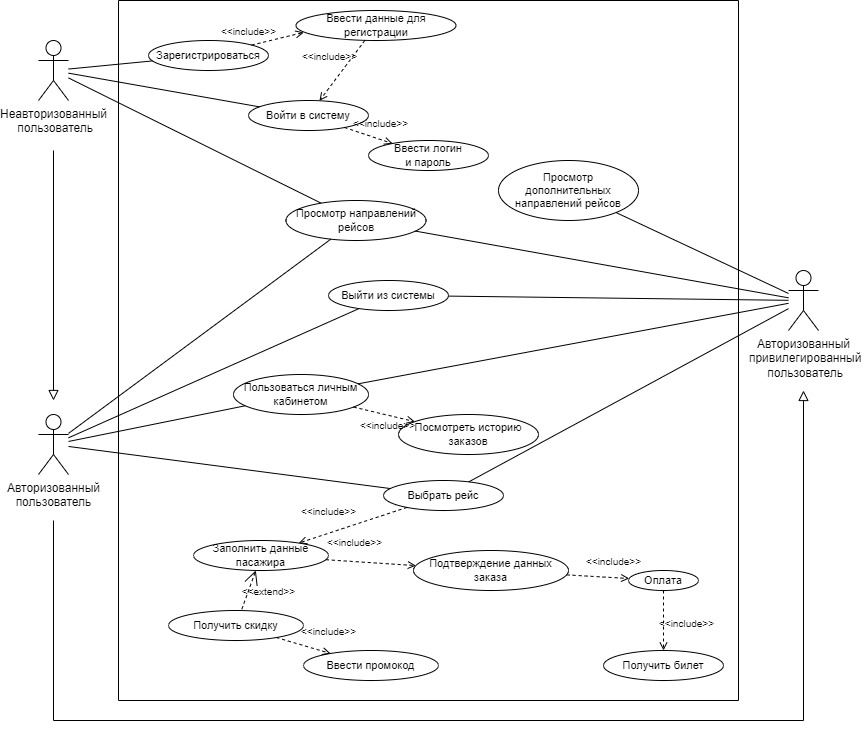 Ввести данные для
регистрации
<<include>>
Зарегистрироваться
<<include>>
Неавторизованный
пользователь
Войти в систему
<<include>>
Ввести логин
и пароль
Просмотр
дополнительных
направлений рейсов
Просмотр направлений
рейсов
Выйти из системы
Авторизованный
привилегированный
пользователь
Пользоваться личным
кабинетом
<<include>>
Посмотреть историю
заказов
Авторизованный
пользователь
Выбрать рейс
<<include>>
Заполнить данные
пасажира
<<include>>
Подтверждение данных
заказа
<<include>>
Оплата
<<extend>>
Получить скидку
<<include>>
Ввести промокод
<<include>>
Получить билет